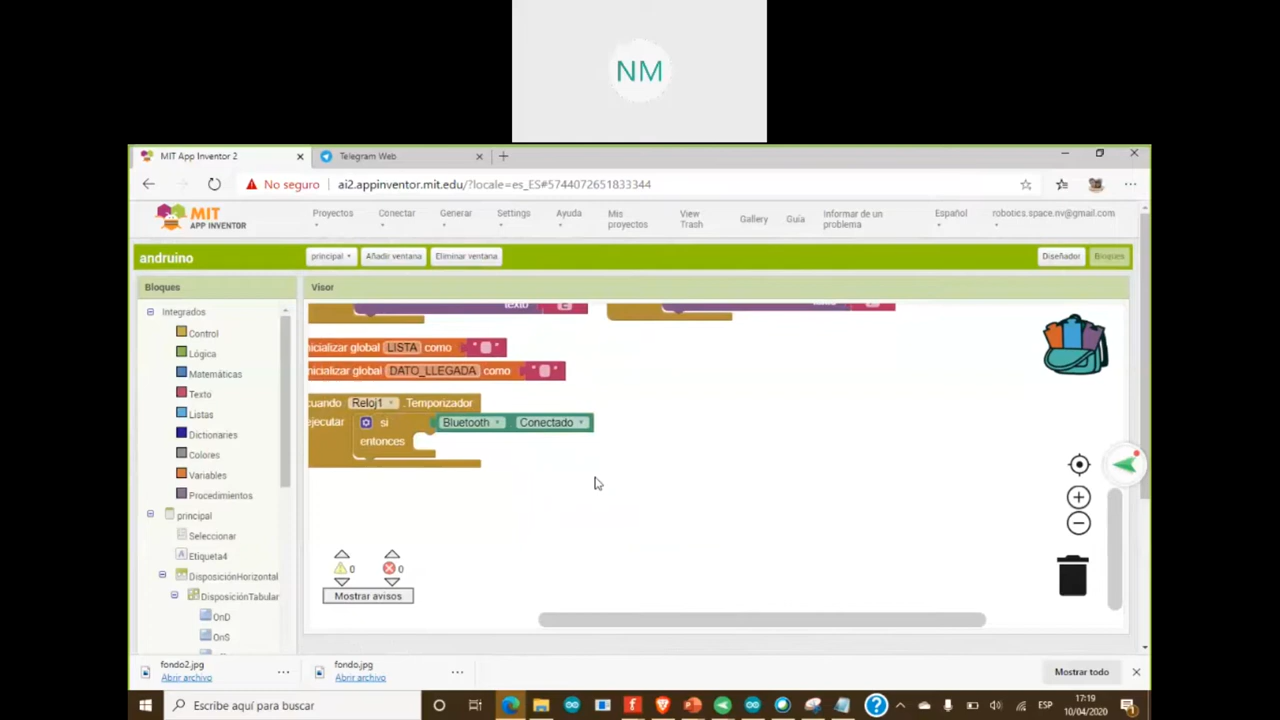 NM
MIT App Inventor 2
Telegram Web
No seguro
ai2.appinventor.mit.edu/?locale=es_ES#5744072651833344
MIT
APP INVENTOR
Proyectos
Conectar
Generar
Settings
Ayuda
Mis
proyectos
View
Trash
Gallery
Guía
Informar de un
problema
Español
robotics.space.nv@gmail.com
andruino
principal
Añadir ventana
Eliminar ventana
Diseñador
Bloques
Bloques
Visor
Integrados
Control
Lógica
Matemáticas
Texto
Listas
Dictionaries
Colores
Variables
Procedimientos
principal
Seleccionar
A Etiqueta4
DisposiciónHorizontal
DisposiciónTabular
OnD
OnS
nicializar global LISTA como " "
nicializar global DATO_LLEGADA como " "
cuando Reloj1 .Temporizador
ejecutar si Bluetooth Conectado
entonces
0 0
Mostrar avisos
fondo2.jpg
Abrir archivo
fondo.jpg
Abrir archivo
Mostrar todo
Escribe aquí para buscar
ESP
17:19
10/04/2020
1